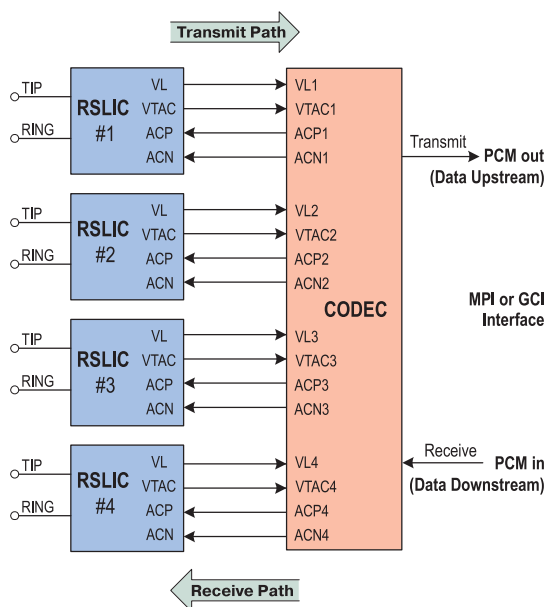 Transmit Path
TIP
RING
RSLIC
#1
VL
VTAC
ACP
ACN
VL1
VTAC1
ACP1
ACN1
TIP
RING
RSLIC
#2
VL
VTAC
ACP
ACN
VL2
VTAC2
ACP2
ACN2
TIP
RING
RSLIC
#3
VL
VTAC
ACP
ACN
VL3
VTAC3
ACP3
ACN3
TIP
RING
RSLIC
#4
VL
VTAC
ACP
ACN
VL4
VTAC4
ACP4
ACN4
CODEC
Transmit
PCM out
(Data Upstream)
MPI or GCI
Interface
Receive
PCM in
(Data Downstream)
Receive Path